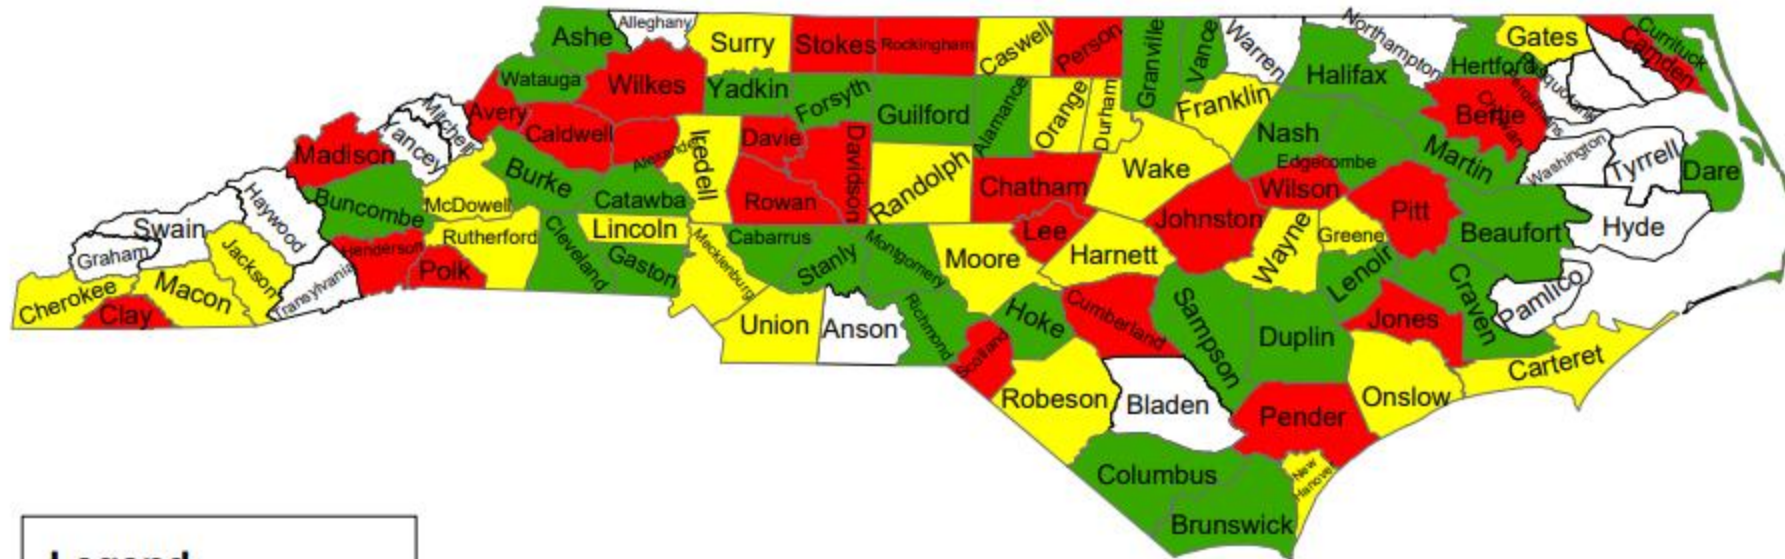 Ashe
Alleghany
Surry
Stokes
Rockingham
Caswell
Person
Granville
Vance
Warren
Northampton
Gates
Camden
Currituck
Hertford
Pasquotank
Perquimans
Chowan
Watauga
Wilkes
Yadkin
Forsyth
Guilford
Alamance
Orange
Durham
Franklin
Halifax
Bertie
Avery
Mitchell
Yancey
Madison
Caldwell
Alexander
Iredell
Davie
Davidson
Randolph
Chatham
Wake
Nash
Edgecombe
Martin
Washington
Tyrrell
Dare
Burke
Catawba
Rowan
Wilson
Johnston
Pitt
Beaufort
Hyde
Buncombe
McDowell
Haywood
Swain
Graham
Jackson
Henderson
Rutherford
Polk
Cleveland
Lincoln
Gaston
Mecklenburg
Cabarrus
Stanly
Montgomery
Moore
Lee
Harnett
Wayne
Greene
Lenoir
Craven
Pamlico
Cherokee
Clay
Macon
Transylvania
Union
Anson
Richmond
Scotland
Hoke
Cumberland
Sampson
Duplin
Jones
Carteret
Onslow
Robeson
Bladen
Pender
Columbus
Brunswick
New
Hanover
Legend